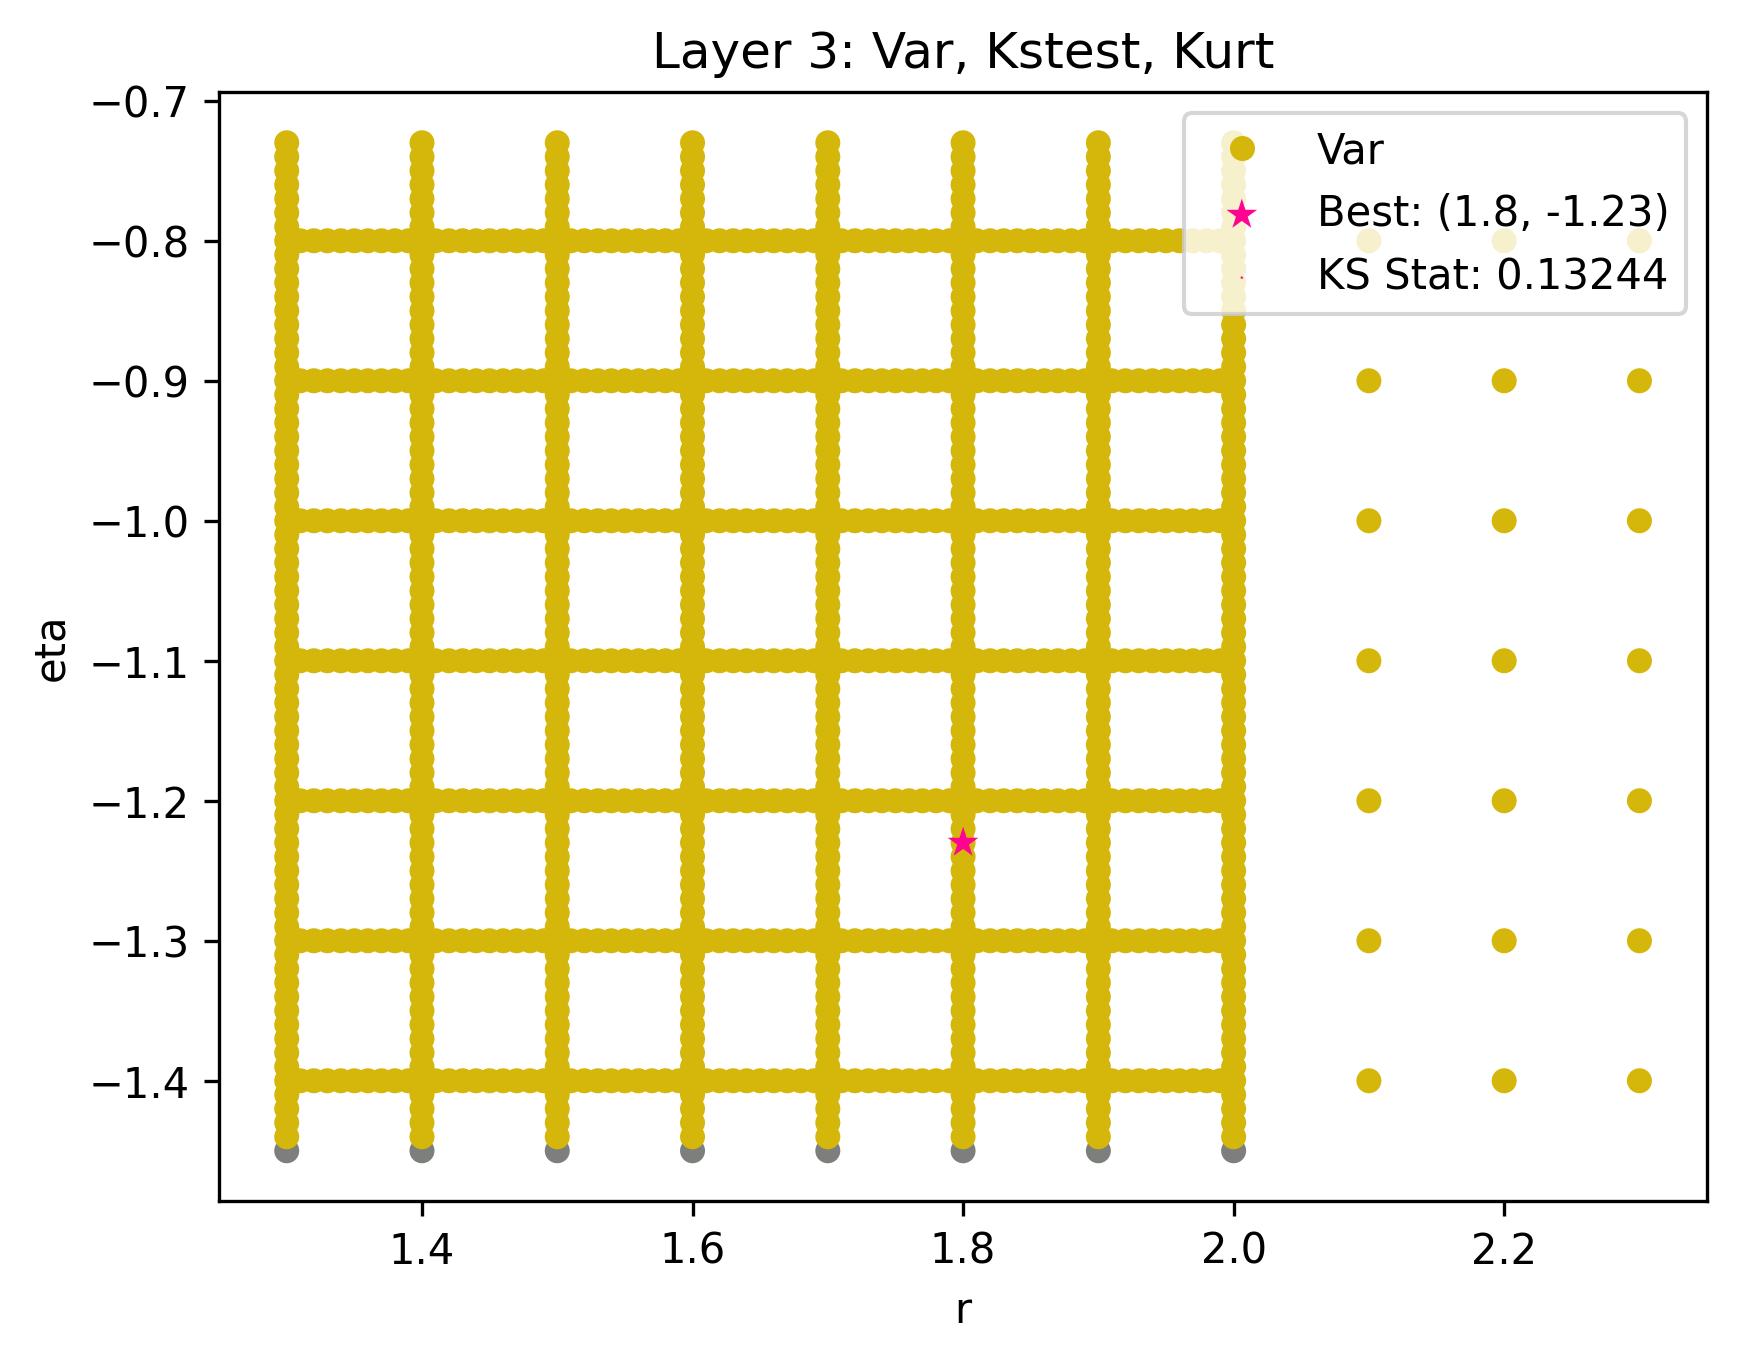 Layer 3: Var, Kstest, Kurt
Var
Best: (1.8, -1.23)
KS Stat: 0.13244
−0.7
−0.8
−0.9
−1.0
−1.1
−1.2
−1.3
−1.4
eta
1.4 1.6 1.8 2.0 2.2
r